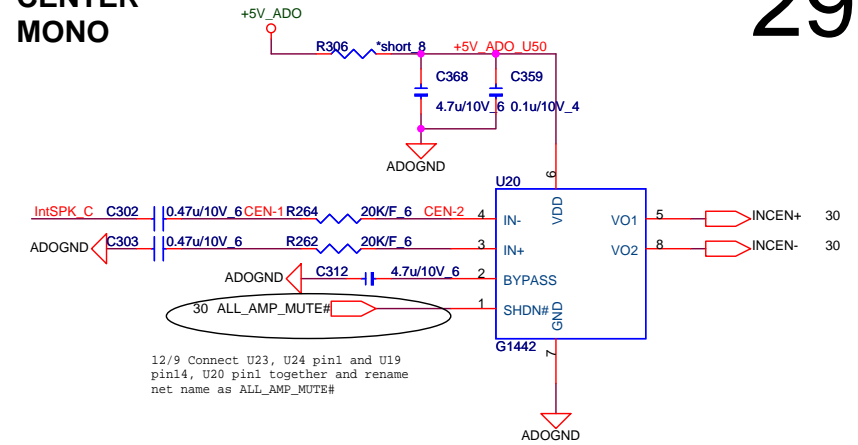 CENTER
MONO
29
+5V_ADO
R306 *short_8 +5V_ADO_U50
C368 C359
4.7u/10V_6 0.1u/10V_4
ADOGND
6
U20
IntSPK_C C302 0.47u/10V_6 CEN-1 R264 20K/F_6 CEN-2 4 IN- VDD VO1 5 INCEN+ 30
ADOGND C303 0.47u/10V_6 R262 20K/F_6 3 IN+ VO2 8 INCEN- 30
ADOGND C312 4.7u/10V_6 2 BYPASS
30 ALL_AMP_MUTE# 1 SHDN# GND
G1442
7
12/9 Connect U23, U24 pin1 and U19
pin14, U20 pin1 together and rename
net name as ALL_AMP_MUTE#
ADOGND